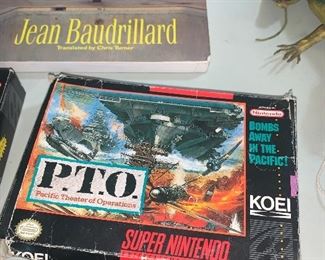 Jean Baudrillard
Translated by Chris Turner
Nintendo
BOMBS
AWAY
IN THE
PACIFIC!
P.T.O.
Pacific Theater of Operations
KOEI
KOEI
SUPER NINTENDO